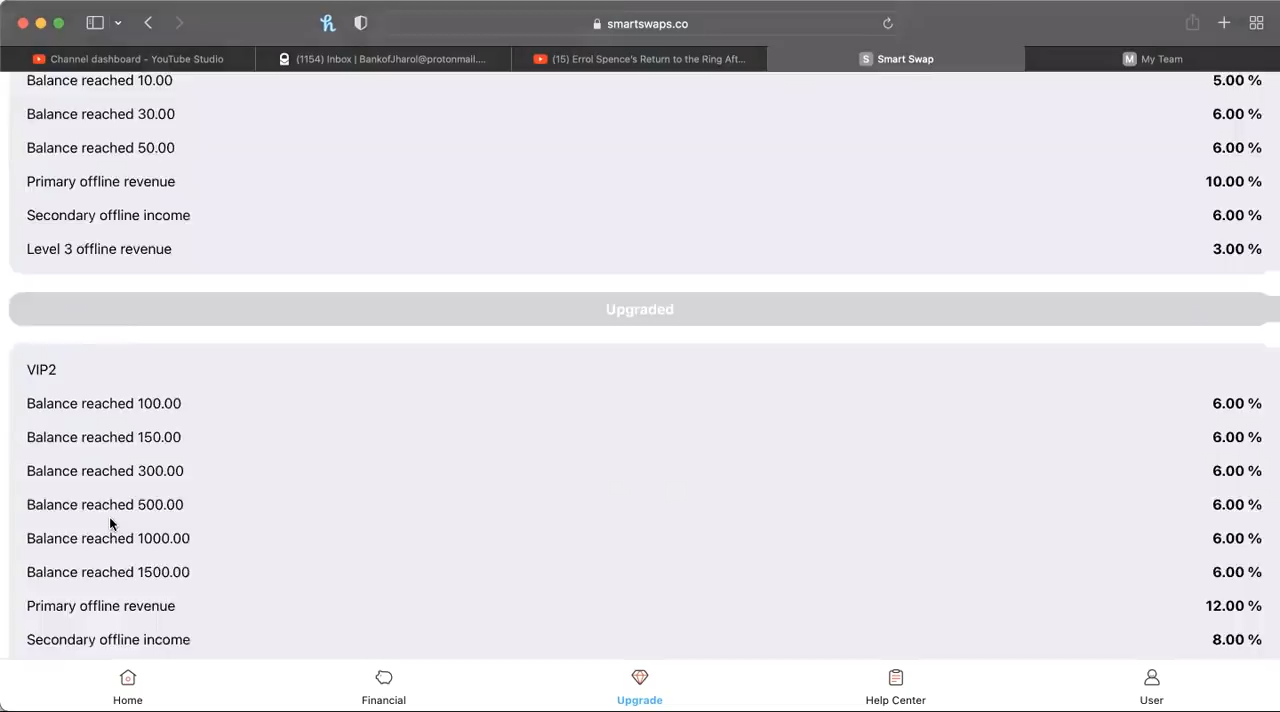 smartswaps.co
Channel dashboard - YouTube Studio
(1154) Inbox | BankofJharol@protonmail....
(15) Errol Spence's Return to the Ring Aft...
S Smart Swap
M My Team
Balance reached 10.00 5.00 %
Balance reached 30.00 6.00 %
Balance reached 50.00 6.00 %
Primary offline revenue 10.00 %
Secondary offline income 6.00 %
Level 3 offline revenue 3.00 %
Upgraded
VIP2
Balance reached 100.00 6.00 %
Balance reached 150.00 6.00 %
Balance reached 300.00 6.00 %
Balance reached 500.00 6.00 %
Balance reached 1000.00 6.00 %
Balance reached 1500.00 6.00 %
Primary offline revenue 12.00 %
Secondary offline income 8.00 %
Home Financial Upgrade Help Center User